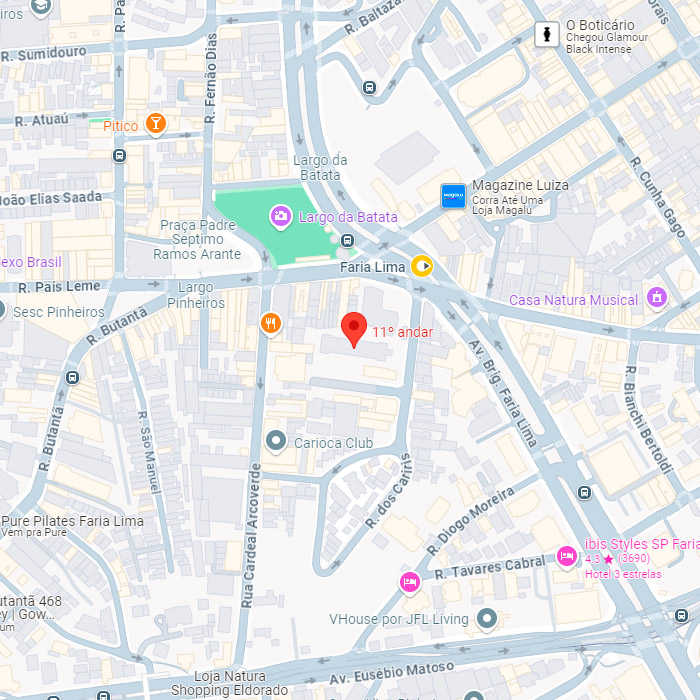 R. Sumidouro
R. Pa
R. Fernão Dias
R. Baltaza
O Boticário
Chegou Glamour
Black Intense
R. Atuaú
Pitico
Largo da
Batata
R. Cunha Gago
João Elías Saada
Magazine Luiza
Corra Até Uma
Loja Magalu
Praça Padre
Séptimo
Ramos Arante
Largo da Batata
exo Brasil
Faria Lima
R. Pais Leme
Largo
Pinheiros
Casa Natura Musical
Sesc Pinheiros
R. Butantã
11º andar
Av. Brig. Faria Lima
R. Bianchi Bertoldi
R. Butantã
R. São Manuel
Carioca Club
Rua Cardeal Arcoverde
R. dos Cariris
R. Diogo Moreira
Pure Pilates Faria Lima
Vem pra Pure
ibis Styles SP Faria
4,3 ★ (3690)
Hotel 3 estrelas
R. Tavares Cabral
utantã 468
ey | Gow...
um
VHouse por JFL Living
Av. Eusébio Matoso
Loja Natura
Shopping Eldorado